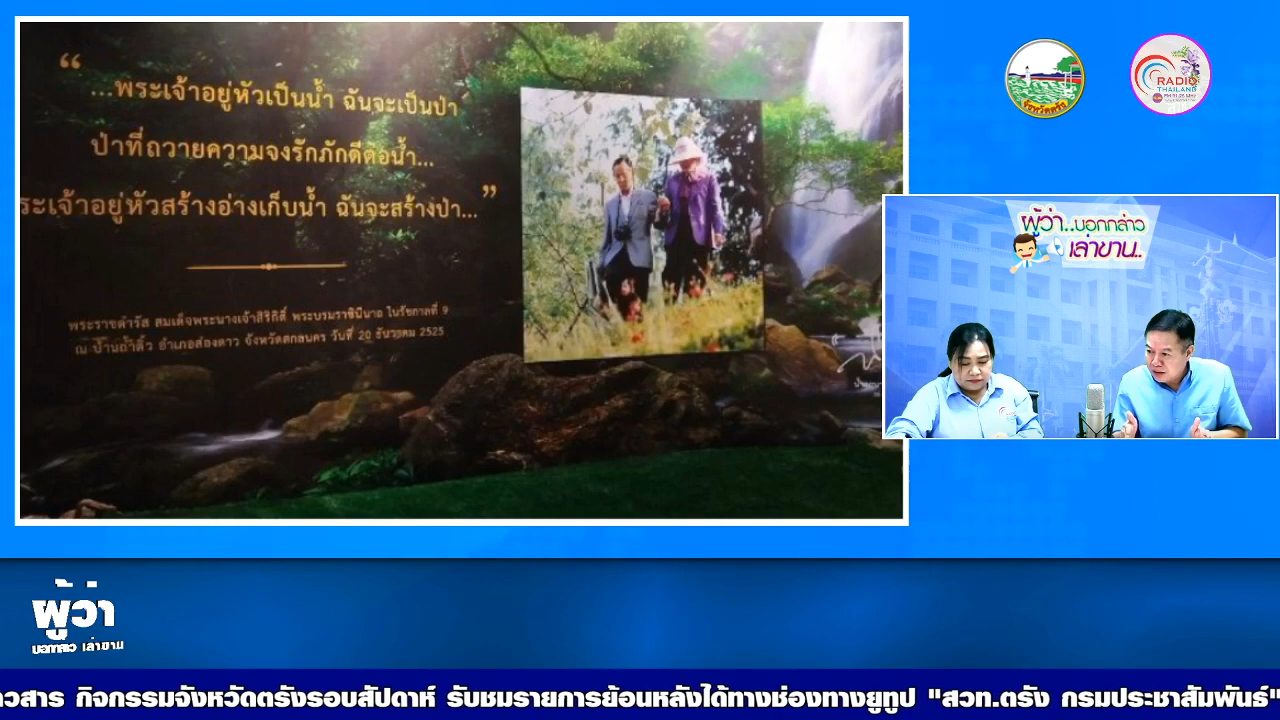 “
...พระเจ้าอยู่หัวเป็นน้ำ ฉันจะเป็นป่า
ป่าที่ถวายความจงรักภักดีต่อน้ำ...
ระเจ้าอยู่หัวสร้างอ่างเก็บน้ำ ฉันจะสร้างป่า...”
พระราชดำรัส สมเด็จพระนางเจ้าสิริกิติ์ พระบรมราชินีนาถ ในรัชกาลที่ 9
ณ บ้านถ้ำติ้ว อำเภอส่องดาว จังหวัดสกลนคร วันที่ 20 ธันวาคม 2525
จังหวัดตรัง
RADIO
THAILAND
ผู้ว่า..บอกกล่าว
เล่าขาน..
ผู้ว่า
บอกกล่าว เล่าขาน
าวสาร กิจกรรมจังหวัดตรังรอบสัปดาห์ รับชมรายการย้อนหลังได้ทางช่องทางยูทูป "สวท.ตรัง กรมประชาสัมพันธ์"